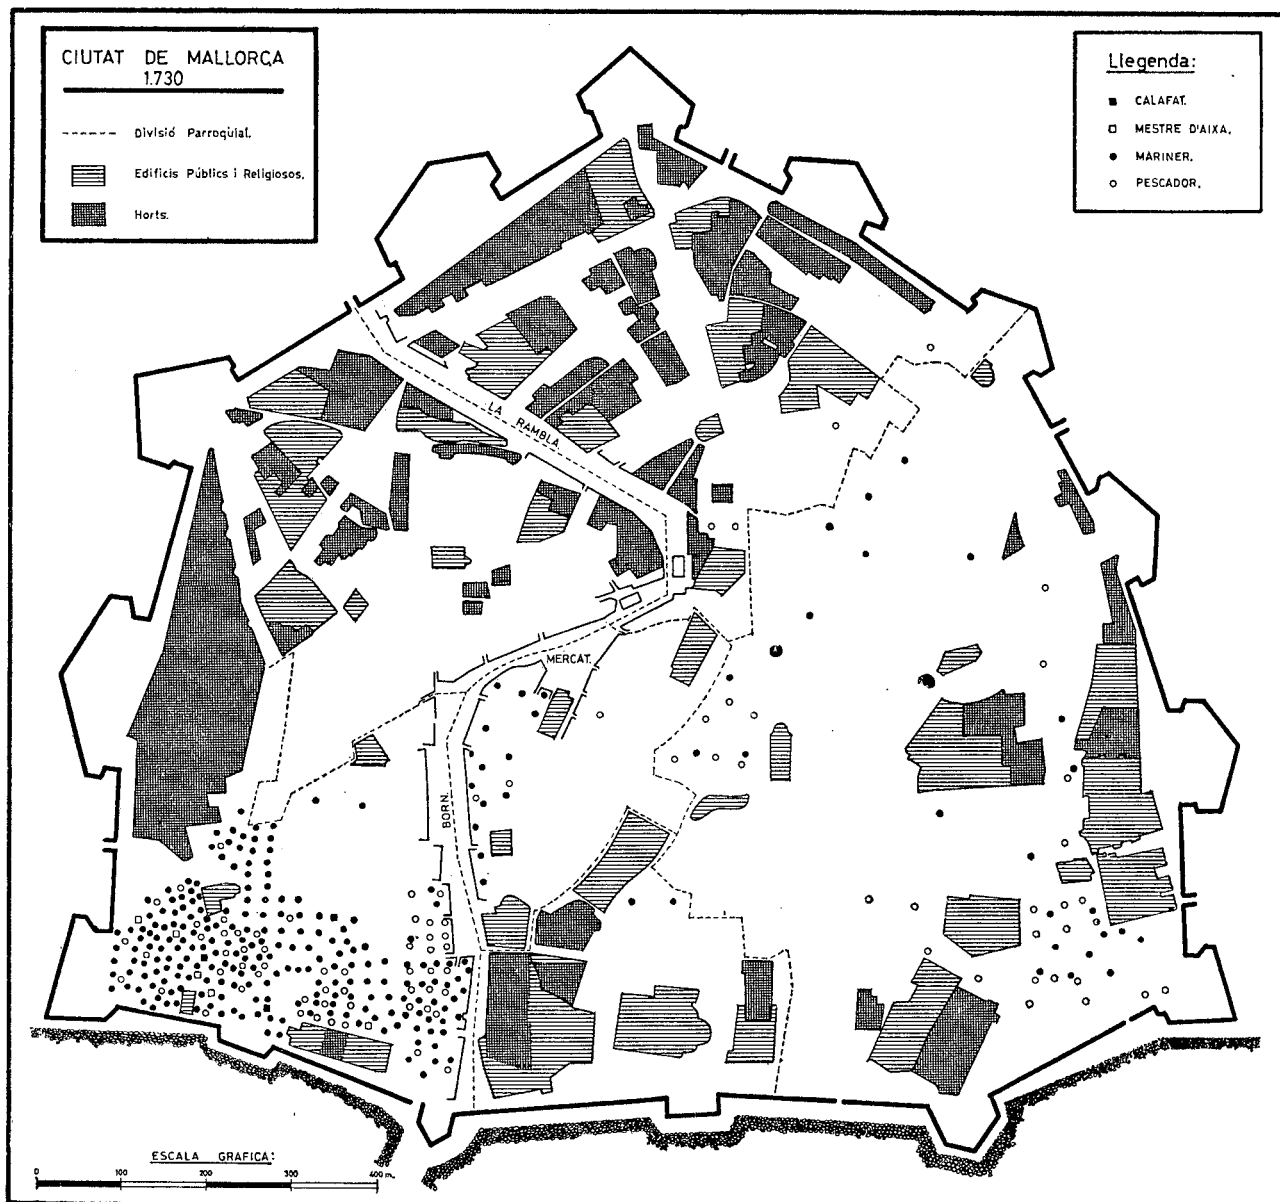 CIUTAT DE MALLORCA
1.730
Divisió Parroquial.
Edificis Públics i Religiosos.
Horts.
Llegenda:
CALAFAT.
MESTRE D'AIXA.
MARINER.
PESCADOR.
LA RAMBLA.
MERCAT.
BORN.
ESCALA GRAFICA:
0 100 200 300 400 m.